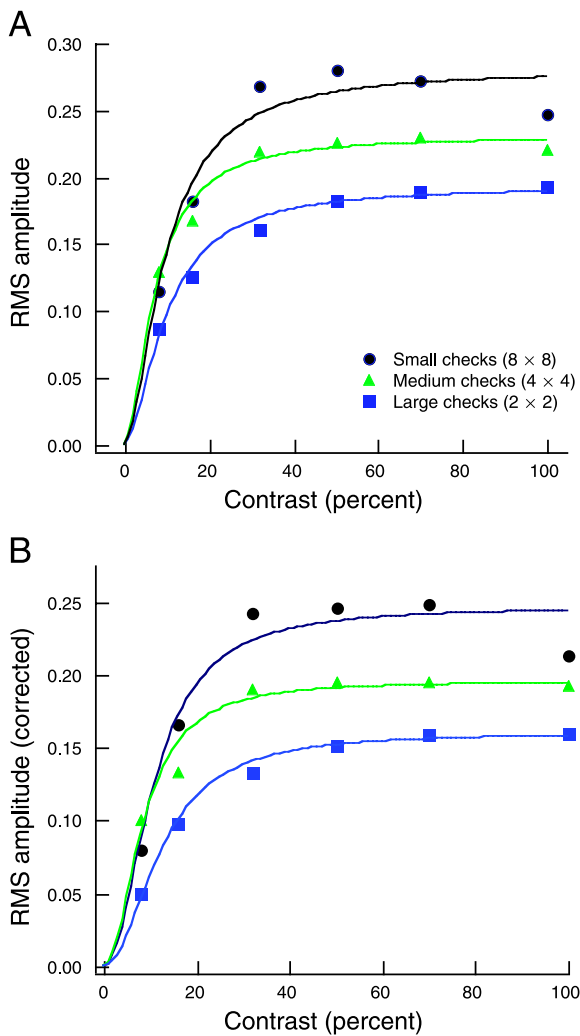 A
0.30
0.25
0.20
0.15
0.10
0.05
0.00
RMS amplitude
Small checks (8 × 8)
Medium checks (4 × 4)
Large checks (2 × 2)
0 20 40 60 80 100
Contrast (percent)
B
0.25
0.20
0.15
0.10
0.05
0.00
RMS amplitude (corrected)
0 20 40 60 80 100
Contrast (percent)